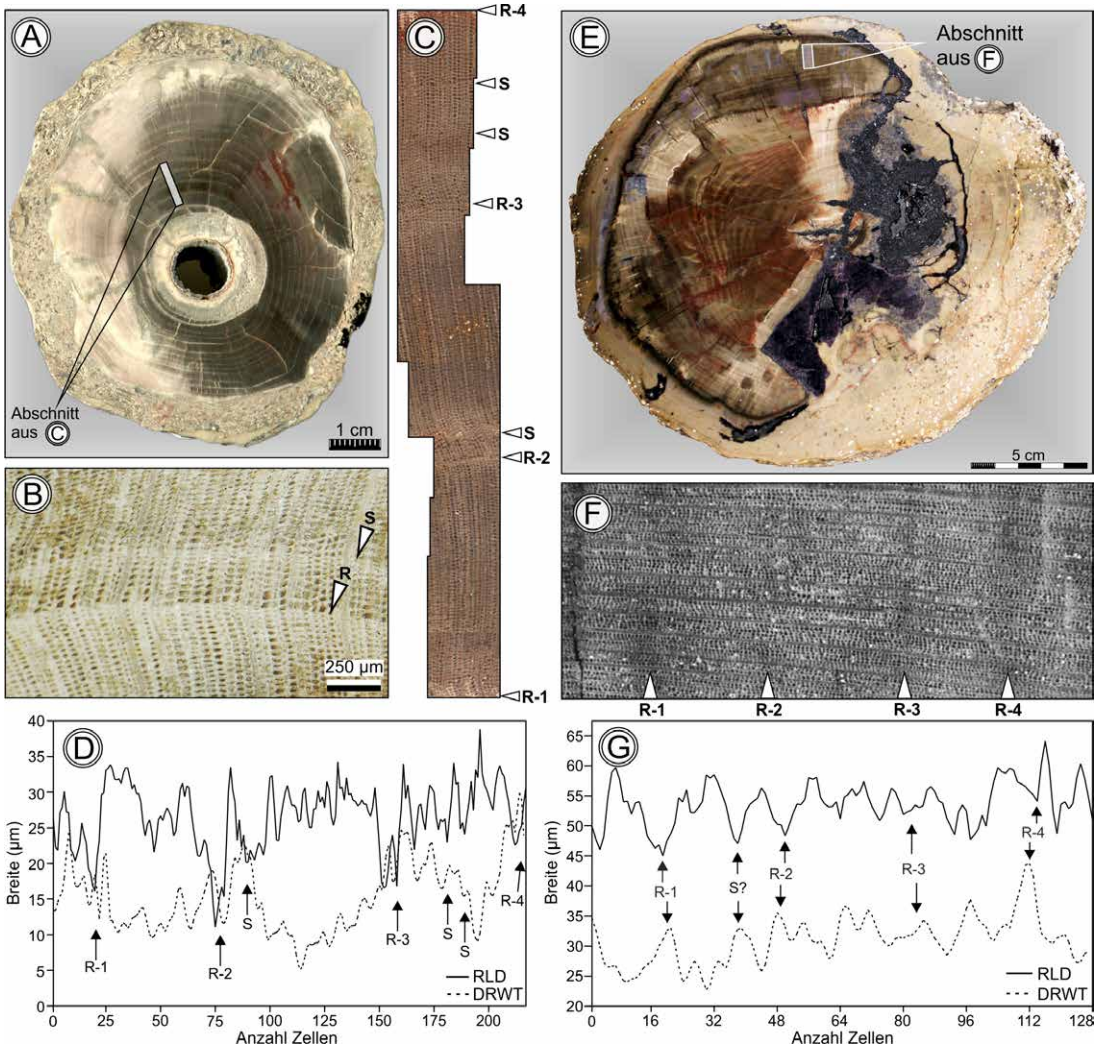 A
Abschnitt
aus C
1 cm
B
S
R
250 µm
C
R-4
S
S
R-3
S
R-2
R-1
D
40
35
30
25
20
15
10
5
0
Breite (µm)
R-1
R-2
S
R-3
S
S
R-4
RLD
DRWT
0
25
50
75
100
125
150
175
200
Anzahl Zellen
E
Abschnitt
aus F
5 cm
F
R-1
R-2
R-3
R-4
G
65
60
55
50
45
40
35
30
25
20
Breite (µm)
R-1
S?
R-2
R-3
R-4
RLD
DRWT
0
16
32
48
64
80
96
112
128
Anzahl Zellen